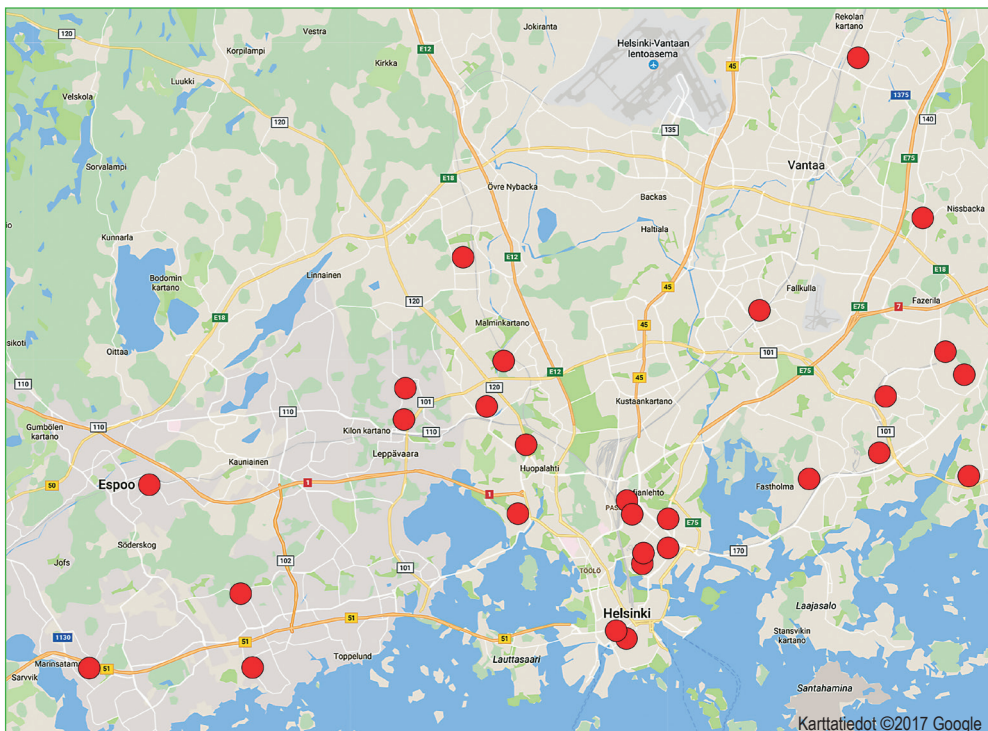 Rekolan
kartano
Vestra
Jokiranta
120
E12
Helsinki-Vantaan
lentoasema
Korpilampi
Kirkka
45
Luukki
Velskola
1375
120
135
140
E75
Vantaa
Sorvalampi
E18
Övre Nybacka
Backas
Nissbacka
Haltiala
Kunnarla
E12
E18
Linnainen
Bodomin
kartano
45
Fallkulla
120
Fazerila
E75
7
E18
Malminkartano
45
Oittaa
101
E12
E75
45
110
120
Kustaankartano
101
110
Gumbölen
kartano
110
Kilon kartano
110
101
Leppävaara
Kauniainen
Huopalahti
50
Espoo
1
1
Fastholma
E75
Söderskog
170
Jofs
102
101
TÖÖLÖ
Laajasalo
Helsinki
51
1130
51
51
Stansvikin
kartano
Marinsatama
51
Toppelund
Lauttasaari
Sarvvik
Santahamina
Karttatiedot ©2017 Google